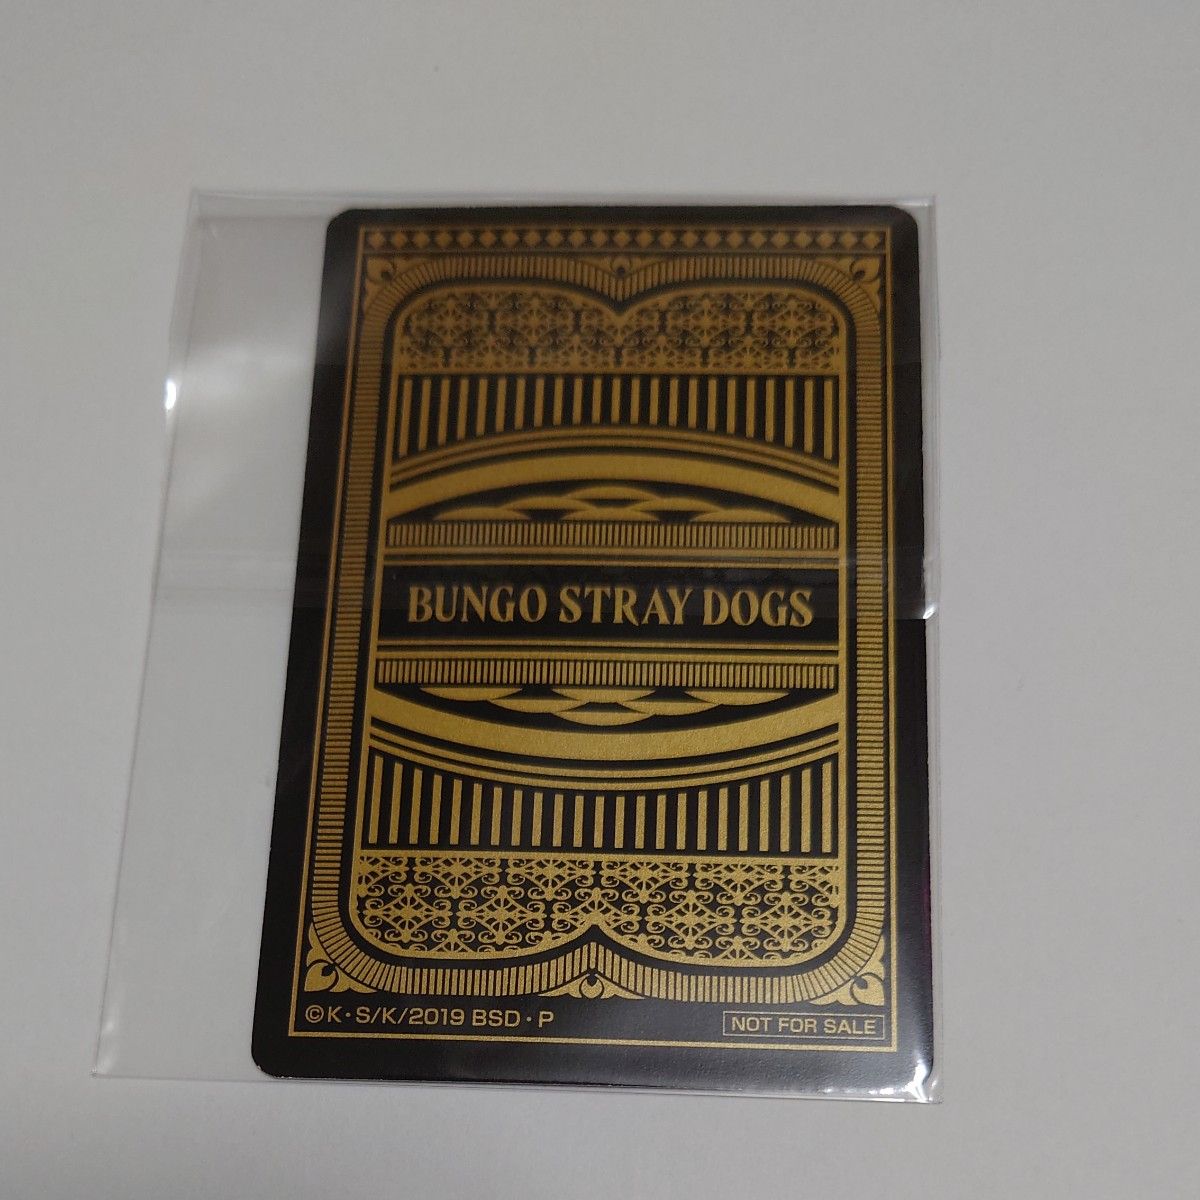 BUNGO STRAY DOGS
©K・S/K/2019 BSD・P
NOT FOR SALE